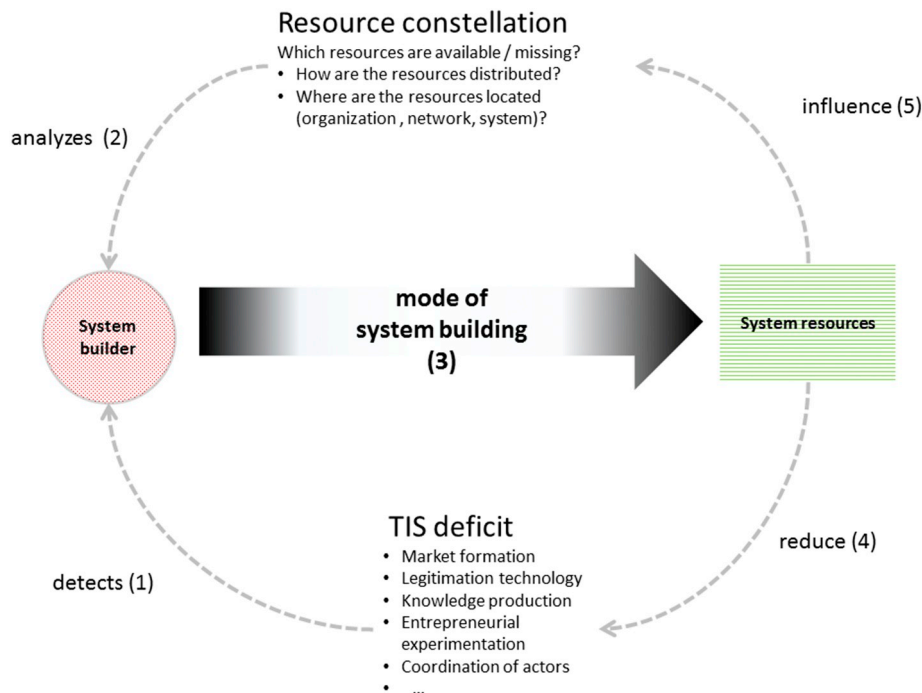 Resource constellation
Which resources are available / missing?
• How are the resources distributed?
• Where are the resources located
(organization , network, system)?
influence (5)
analyzes (2)
System
builder
mode of
system building
(3)
System resources
TIS deficit
• Market formation
• Legitimation technology
• Knowledge production
• Entrepreneurial
experimentation
• Coordination of actors
• ...
reduce (4)
detects (1)